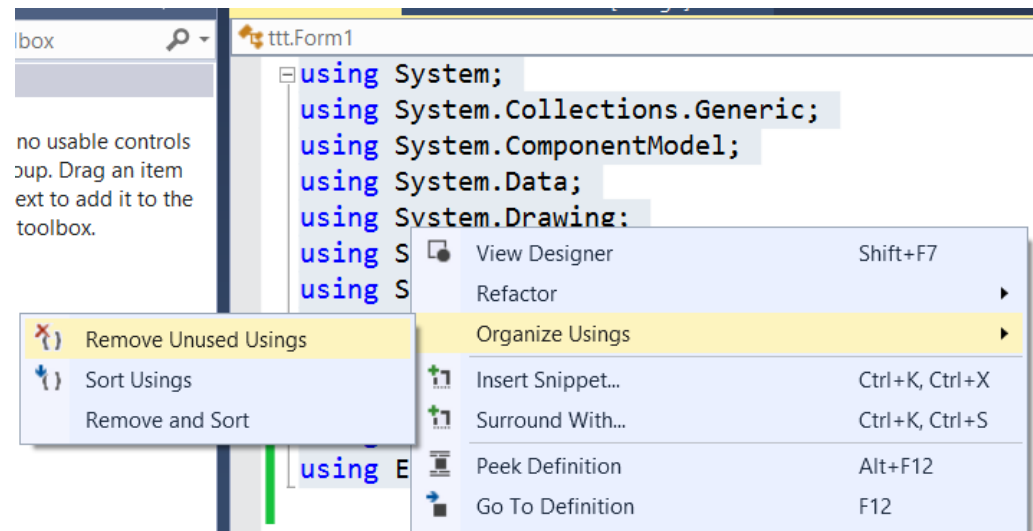 lbox
ttt.Form1
using System;
using System.Collections.Generic;
using System.ComponentModel;
using System.Data;
using System.Drawing;
using S
using S
using E
no usable controls
oup. Drag an item
ext to add it to the
toolbox.
View Designer Shift+F7
Refactor
Organize Usings
Insert Snippet... Ctrl+K, Ctrl+X
Surround With... Ctrl+K, Ctrl+S
Peek Definition Alt+F12
Go To Definition F12
Remove Unused Usings
Sort Usings
Remove and Sort